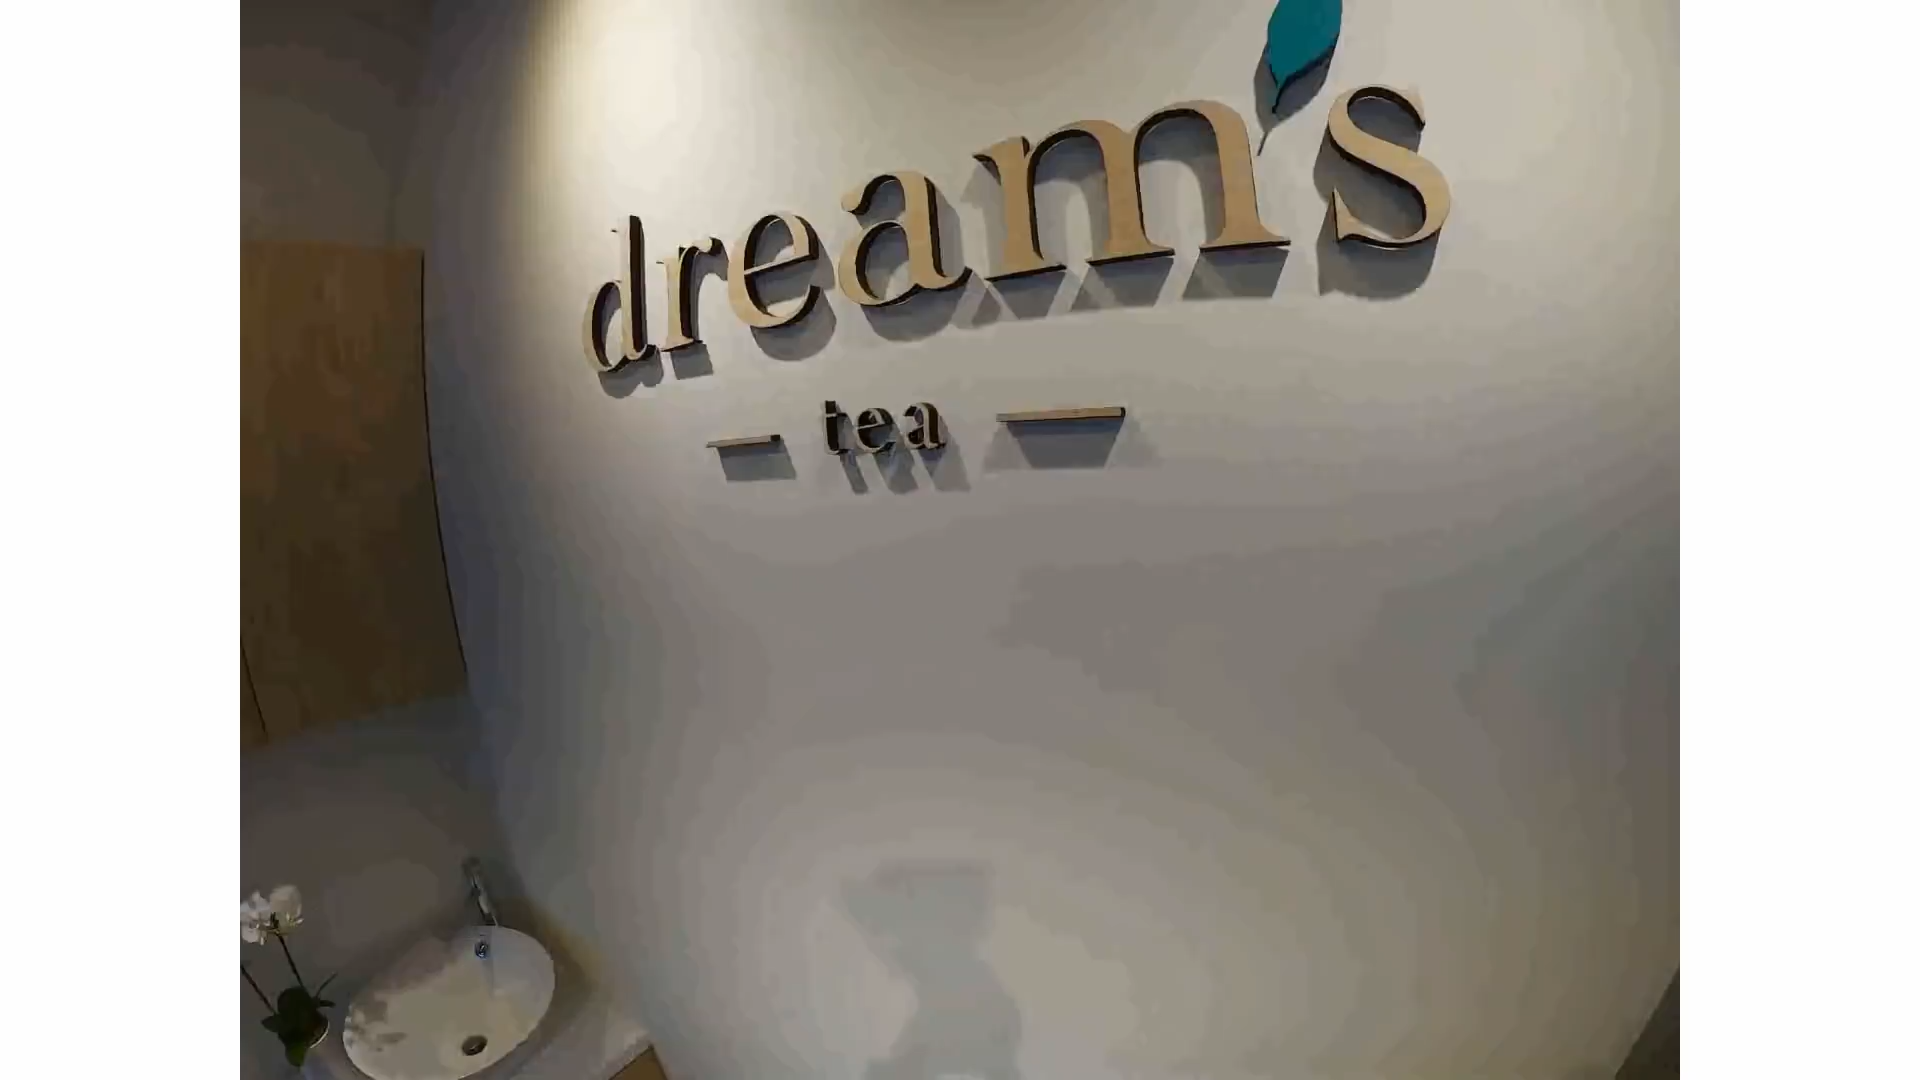 dream's
— tea —